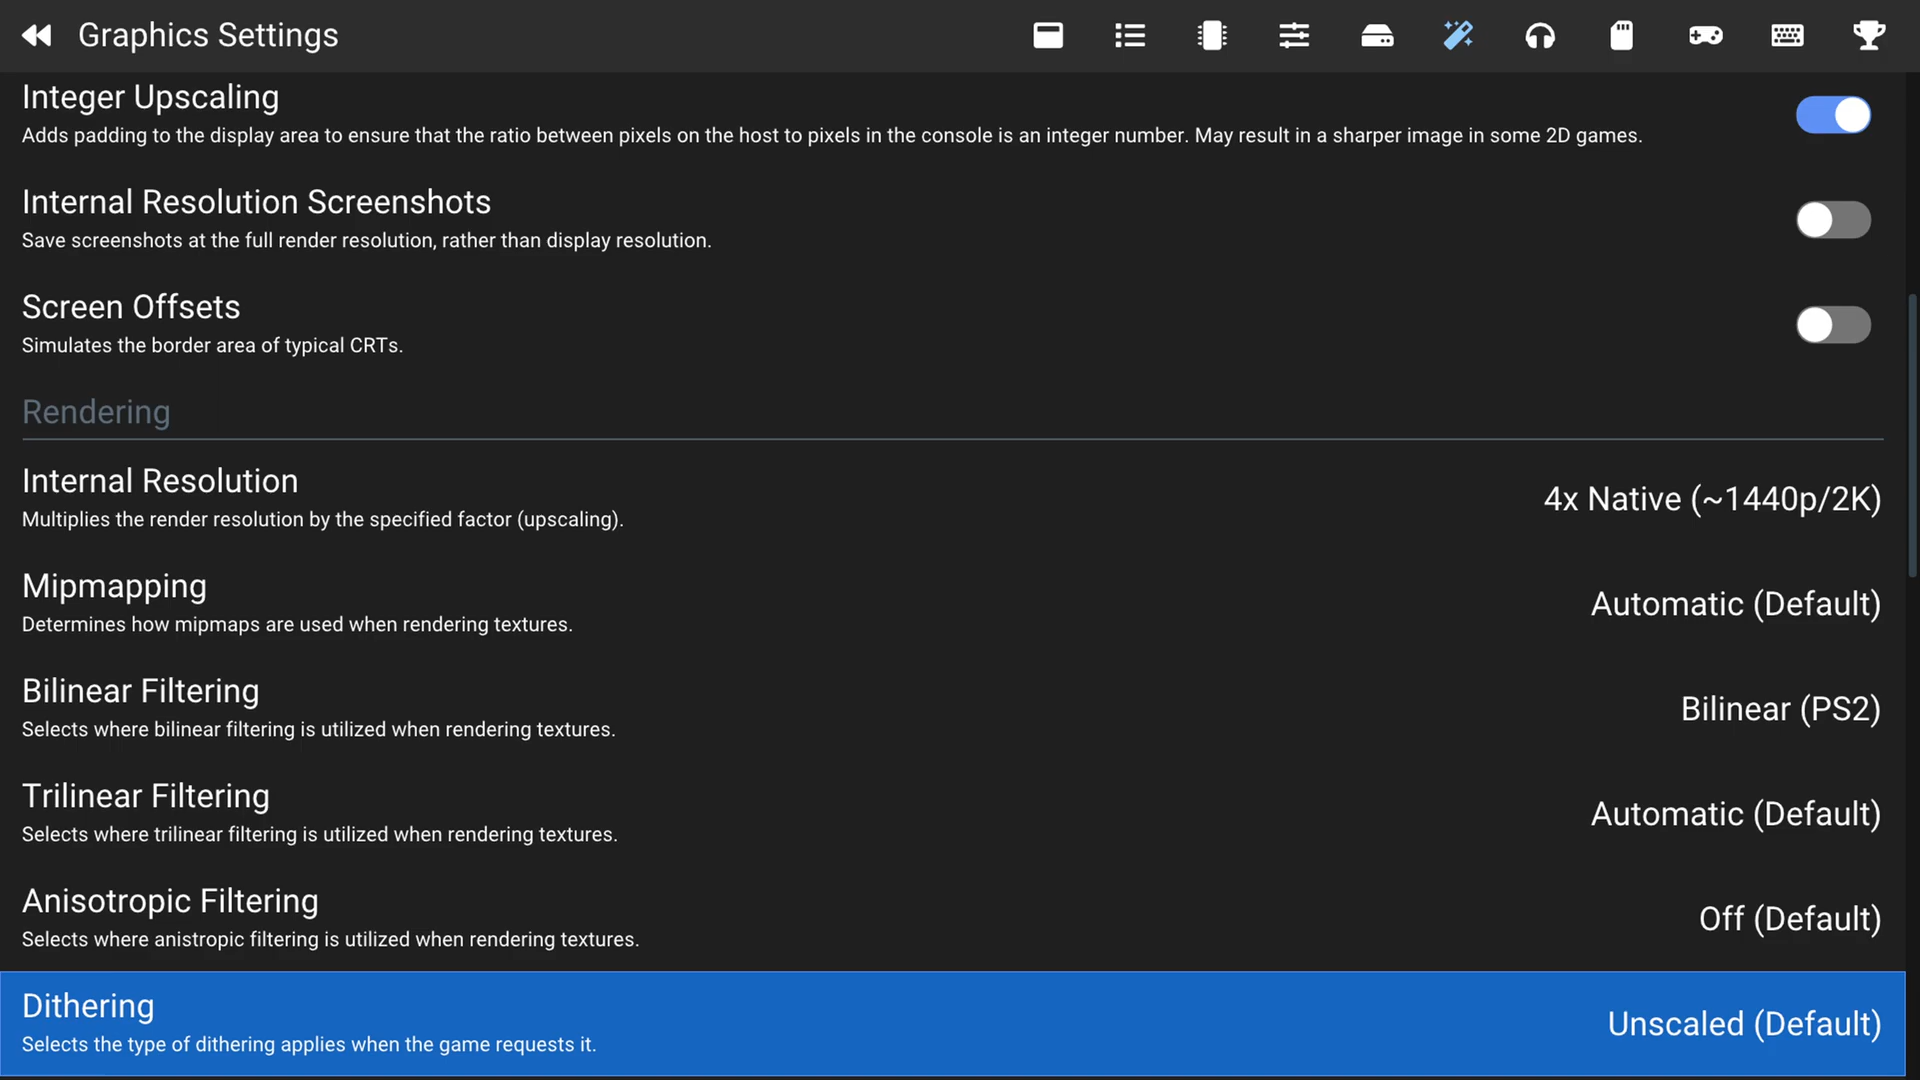 Graphics Settings
Integer Upscaling
Adds padding to the display area to ensure that the ratio between pixels on the host to pixels in the console is an integer number. May result in a sharper image in some 2D games.
Internal Resolution Screenshots
Save screenshots at the full render resolution, rather than display resolution.
Screen Offsets
Simulates the border area of typical CRTs.
Rendering
Internal Resolution
4x Native (~1440p/2K)
Multiplies the render resolution by the specified factor (upscaling).
Mipmapping
Automatic (Default)
Determines how mipmaps are used when rendering textures.
Bilinear Filtering
Bilinear (PS2)
Selects where bilinear filtering is utilized when rendering textures.
Trilinear Filtering
Automatic (Default)
Selects where trilinear filtering is utilized when rendering textures.
Anisotropic Filtering
Off (Default)
Selects where anistropic filtering is utilized when rendering textures.
Dithering
Unscaled (Default)
Selects the type of dithering applies when the game requests it.